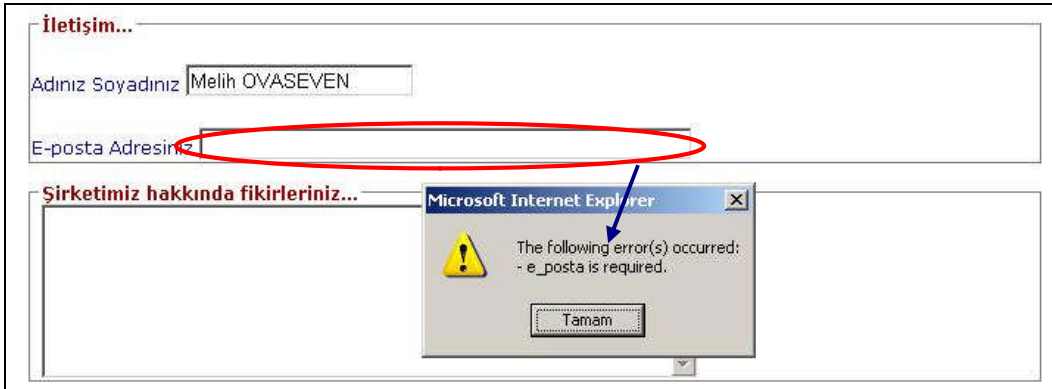 İletişim...
Adınız Soyadınız Melih OVASEVEN
E-posta Adresiniz
Şirketimiz hakkında fikirleriniz...
Microsoft Internet Explorer
The following error(s) occurred:
- e_posta is required.
Tamam